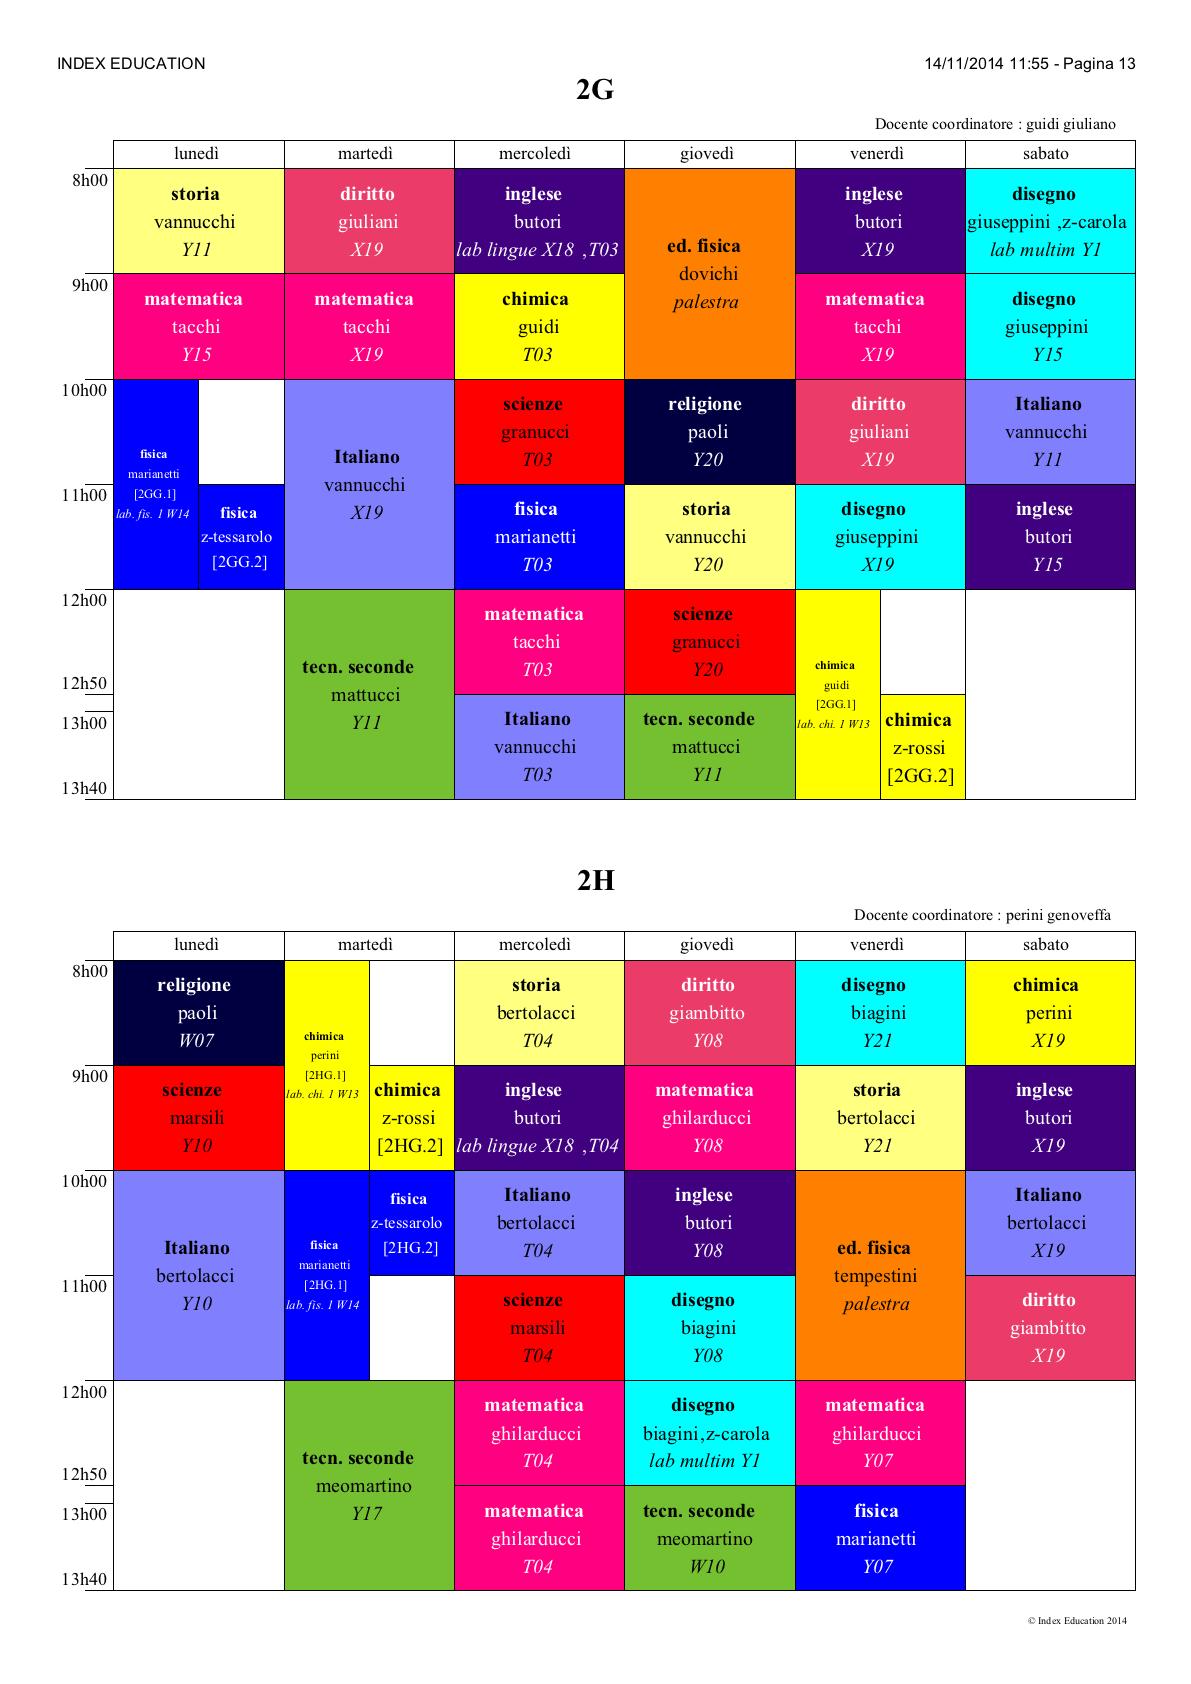 INDEX EDUCATION
14/11/2014 11:55 - Pagina 13
2G
Docente coordinatore : guidi giuliano
lunedì martedì mercoledì giovedì venerdì sabato
8h00
storia
vannucchi
Y11
diritto
giuliani
X19
inglese
butori
lab lingue X18 ,T03
ed. fisica
dovichi
palestra
inglese
butori
X19
disegno
giuseppini ,z-carola
lab multim Y1
9h00
matematica
tacchi
Y15
matematica
tacchi
X19
chimica
guidi
T03
matematica
tacchi
X19
disegno
giuseppini
Y15
10h00
fisica
marianetti
[2GG.1]
lab. fis. 1 W14
Italiano
vannucchi
X19
scienze
granucci
T03
religione
paoli
Y20
diritto
giuliani
X19
Italiano
vannucchi
Y11
11h00
fisica
z-tessarolo
[2GG.2]
fisica
marianetti
T03
storia
vannucchi
Y20
disegno
giuseppini
X19
inglese
butori
Y15
12h00
tecn. seconde
mattucci
Y11
matematica
tacchi
T03
scienze
granucci
Y20
chimica
guidi
[2GG.1]
lab. chi. 1 W13
12h50
13h00
Italiano
vannucchi
T03
tecn. seconde
mattucci
Y11
chimica
z-rossi
[2GG.2]
13h40
2H
Docente coordinatore : perini genoveffa
lunedì martedì mercoledì giovedì venerdì sabato
8h00
religione
paoli
W07
chimica
perini
[2HG.1]
lab. chi. 1 W13
storia
bertolacci
T04
diritto
giambitto
Y08
disegno
biagini
Y21
chimica
perini
X19
9h00
scienze
marsili
Y10
chimica
z-rossi
[2HG.2]
inglese
butori
lab lingue X18 ,T04
matematica
ghilarducci
Y08
storia
bertolacci
Y21
inglese
butori
X19
10h00
Italiano
bertolacci
Y10
fisica
marianetti
[2HG.1]
lab. fis. 1 W14
fisica
z-tessarolo
[2HG.2]
Italiano
bertolacci
T04
inglese
butori
Y08
ed. fisica
tempestini
palestra
Italiano
bertolacci
X19
11h00
scienze
marsili
T04
disegno
biagini
Y08
diritto
giambitto
X19
12h00
tecn. seconde
meomartino
Y17
matematica
ghilarducci
T04
disegno
biagini,z-carola
lab multim Y1
matematica
ghilarducci
Y07
12h50
13h00
matematica
ghilarducci
T04
tecn. seconde
meomartino
W10
fisica
marianetti
Y07
13h40
© Index Education 2014